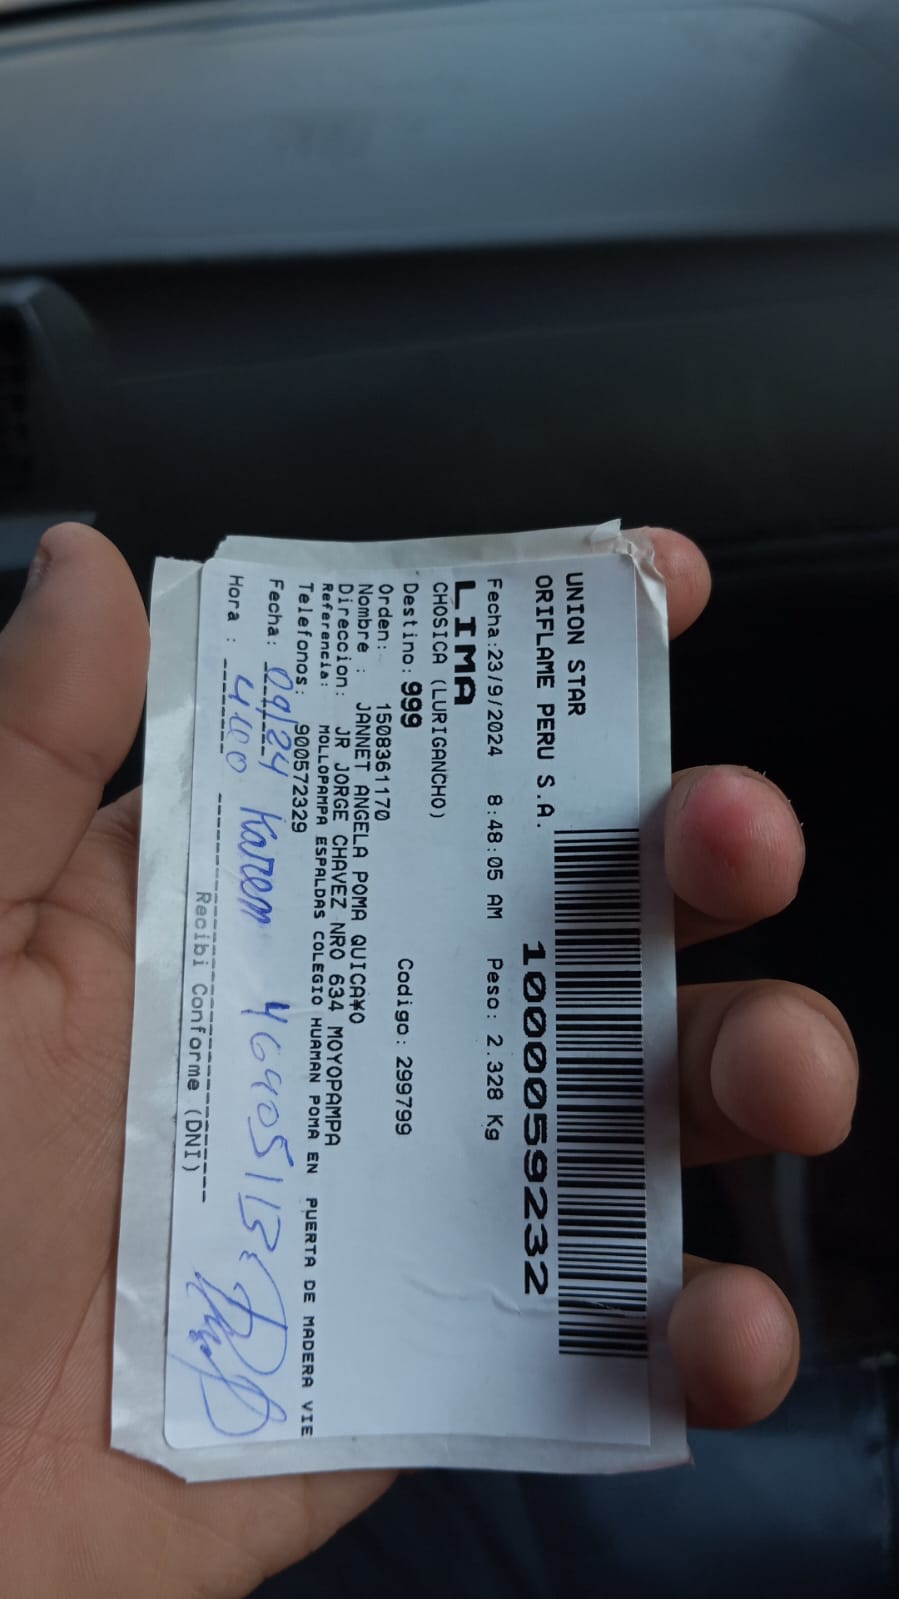 UNION STAR
ORIFLAME PERU S.A.
1000059232
Fecha:23/9/2024 8:48:05 AM Peso: 2.328 Kg
LIMA
CHOSICA (LURIGANCHO)
Destino: 999 Codigo: 299799
Orden: 1508361170
Nombre : JANNET ANGELA POMA QUICA¥O
Direccion: JR JORGE CHAVEZ NRO 634 MOYOPAMPA
Referencia: MOLLOPAMPA ESPALDAS COLEGIO HUAMAN POMA EN PUERTA DE MADERA VIE
Telefonos: 900572329
Fecha: 09/24 Karem
Hora : 4:00
Recibi Conforme (DNI)